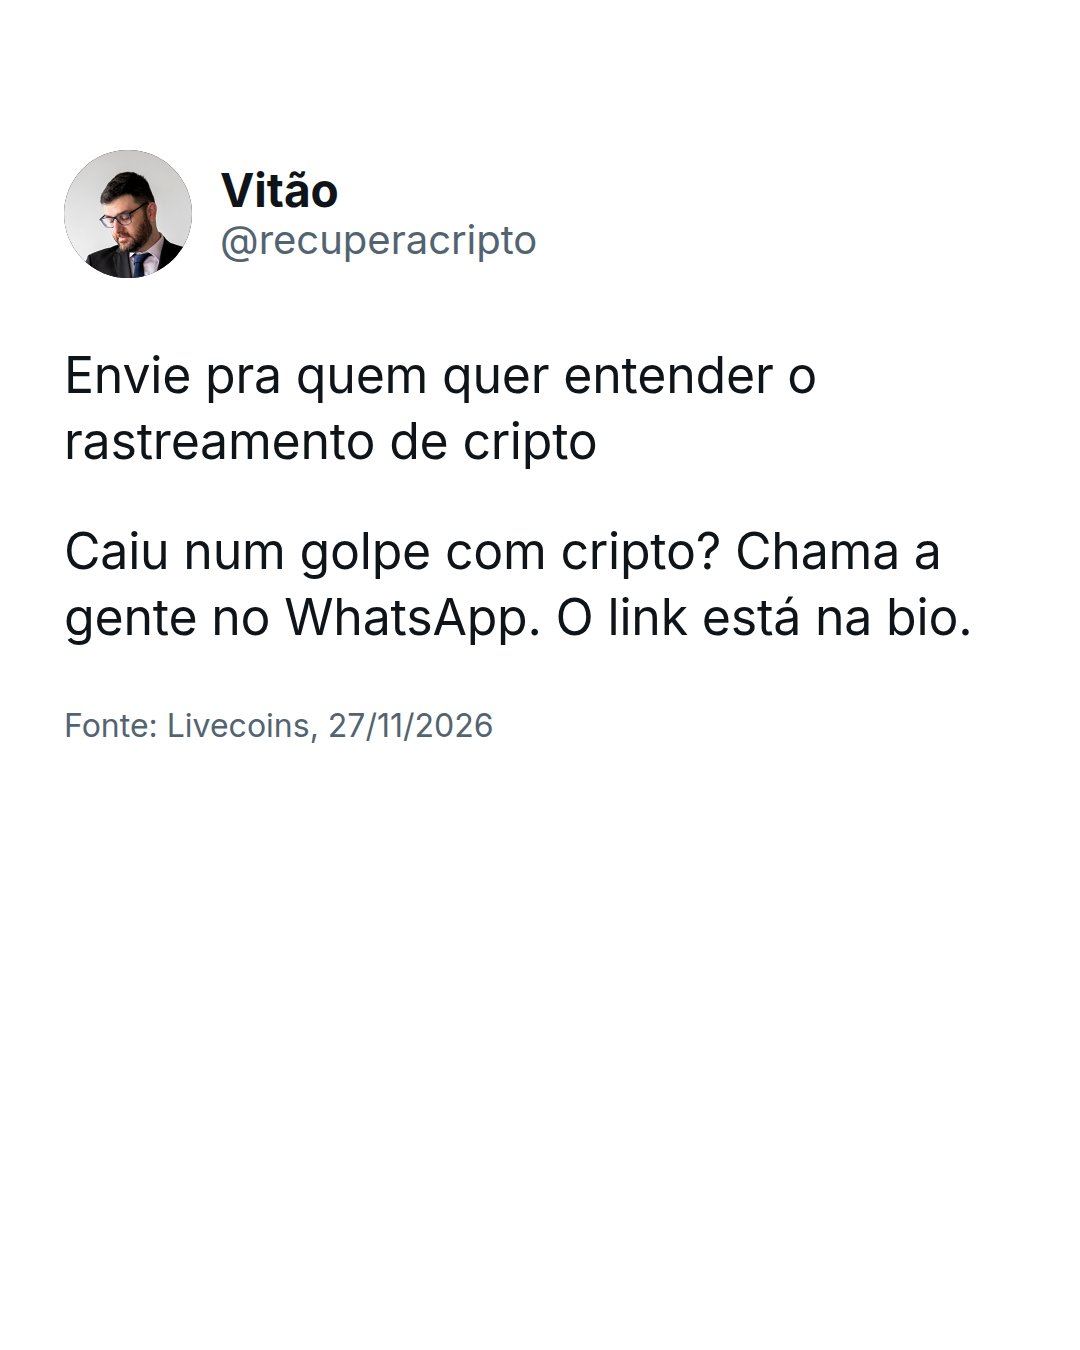 Vitão
@recuperacripto
Envie pra quem quer entender o
rastreamento de cripto
Caiu num golpe com cripto? Chama a
gente no WhatsApp. O link está na bio.
Fonte: Livecoins, 27/11/2026